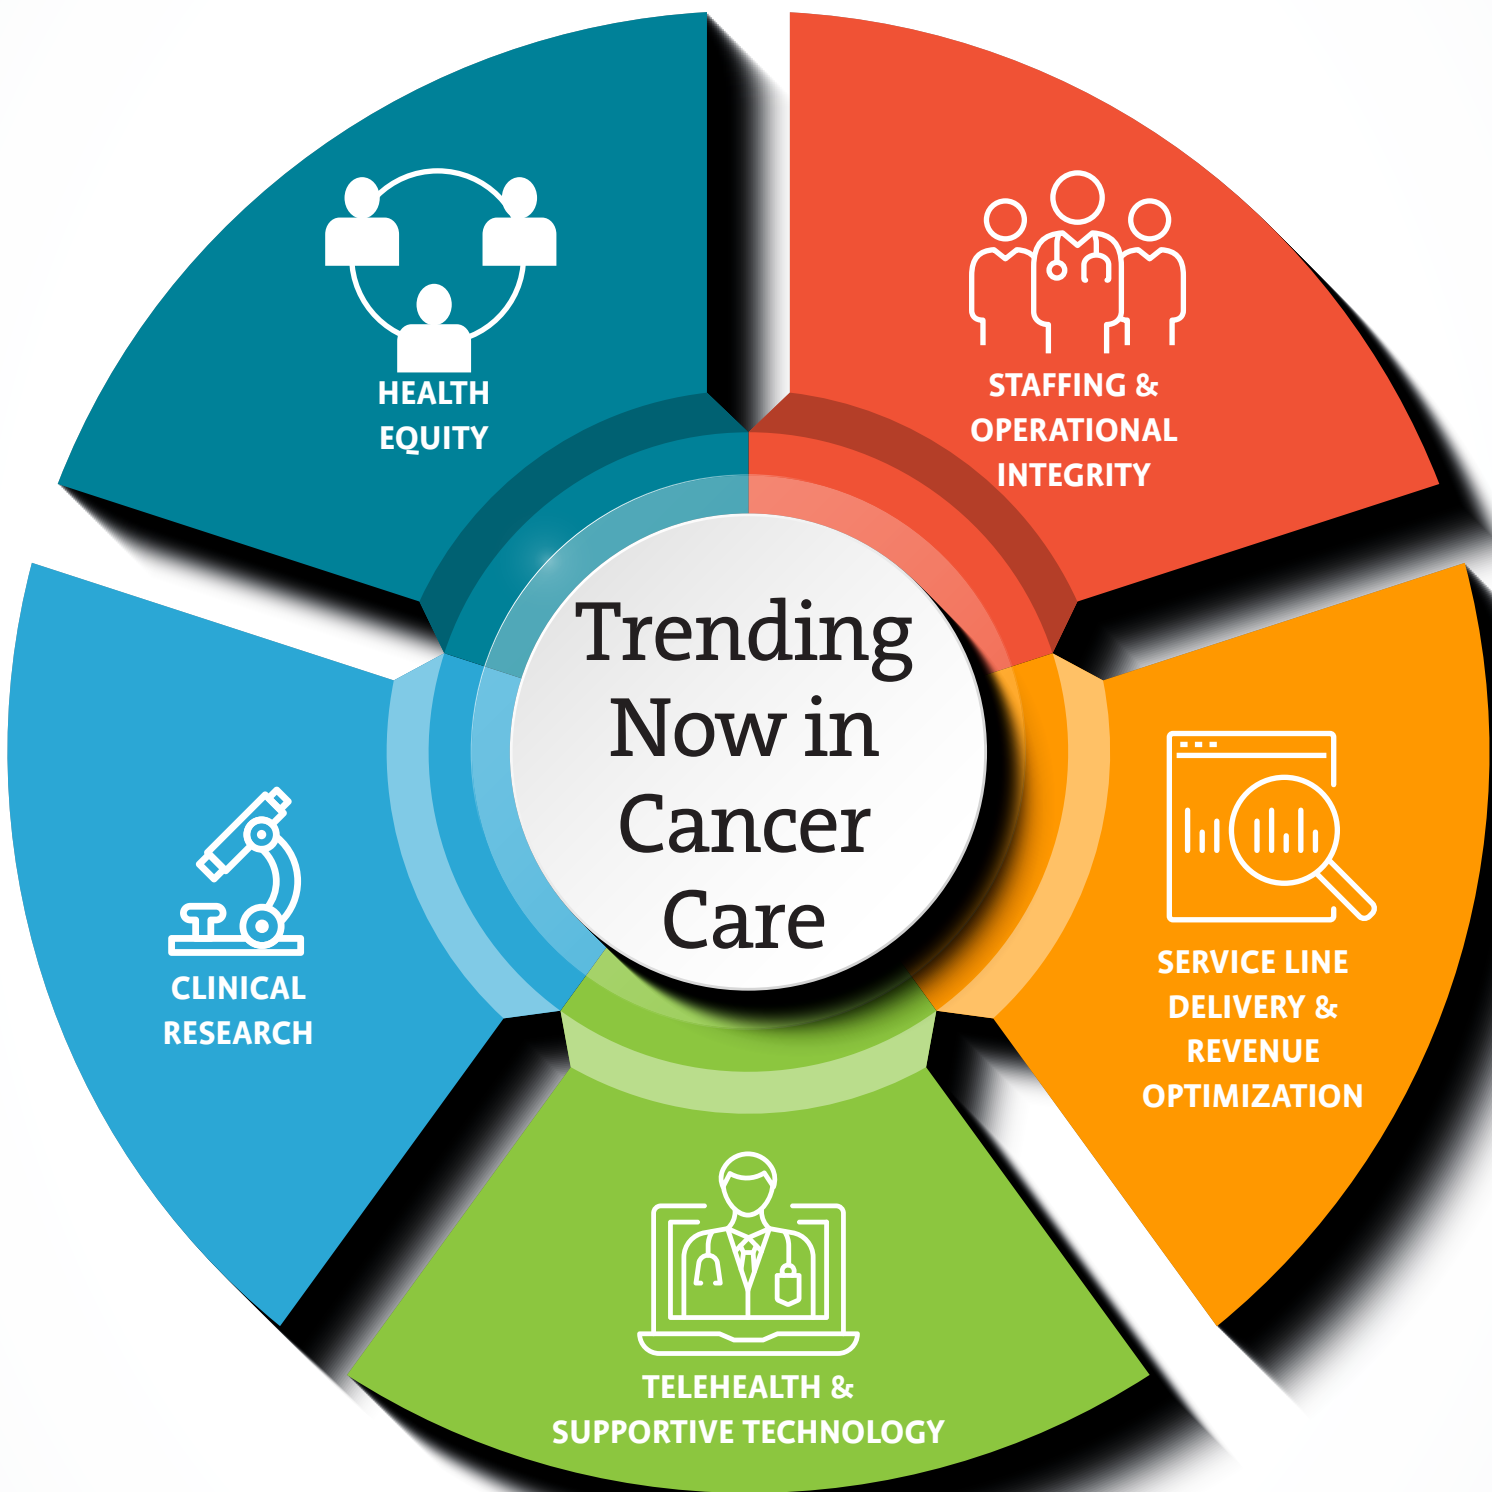 HEALTH
EQUITY
STAFFING &
OPERATIONAL
INTEGRITY
Trending
Now in
Cancer
Care
CLINICAL
RESEARCH
SERVICE LINE
DELIVERY &
REVENUE
OPTIMIZATION
TELEHEALTH &
SUPPORTIVE TECHNOLOGY